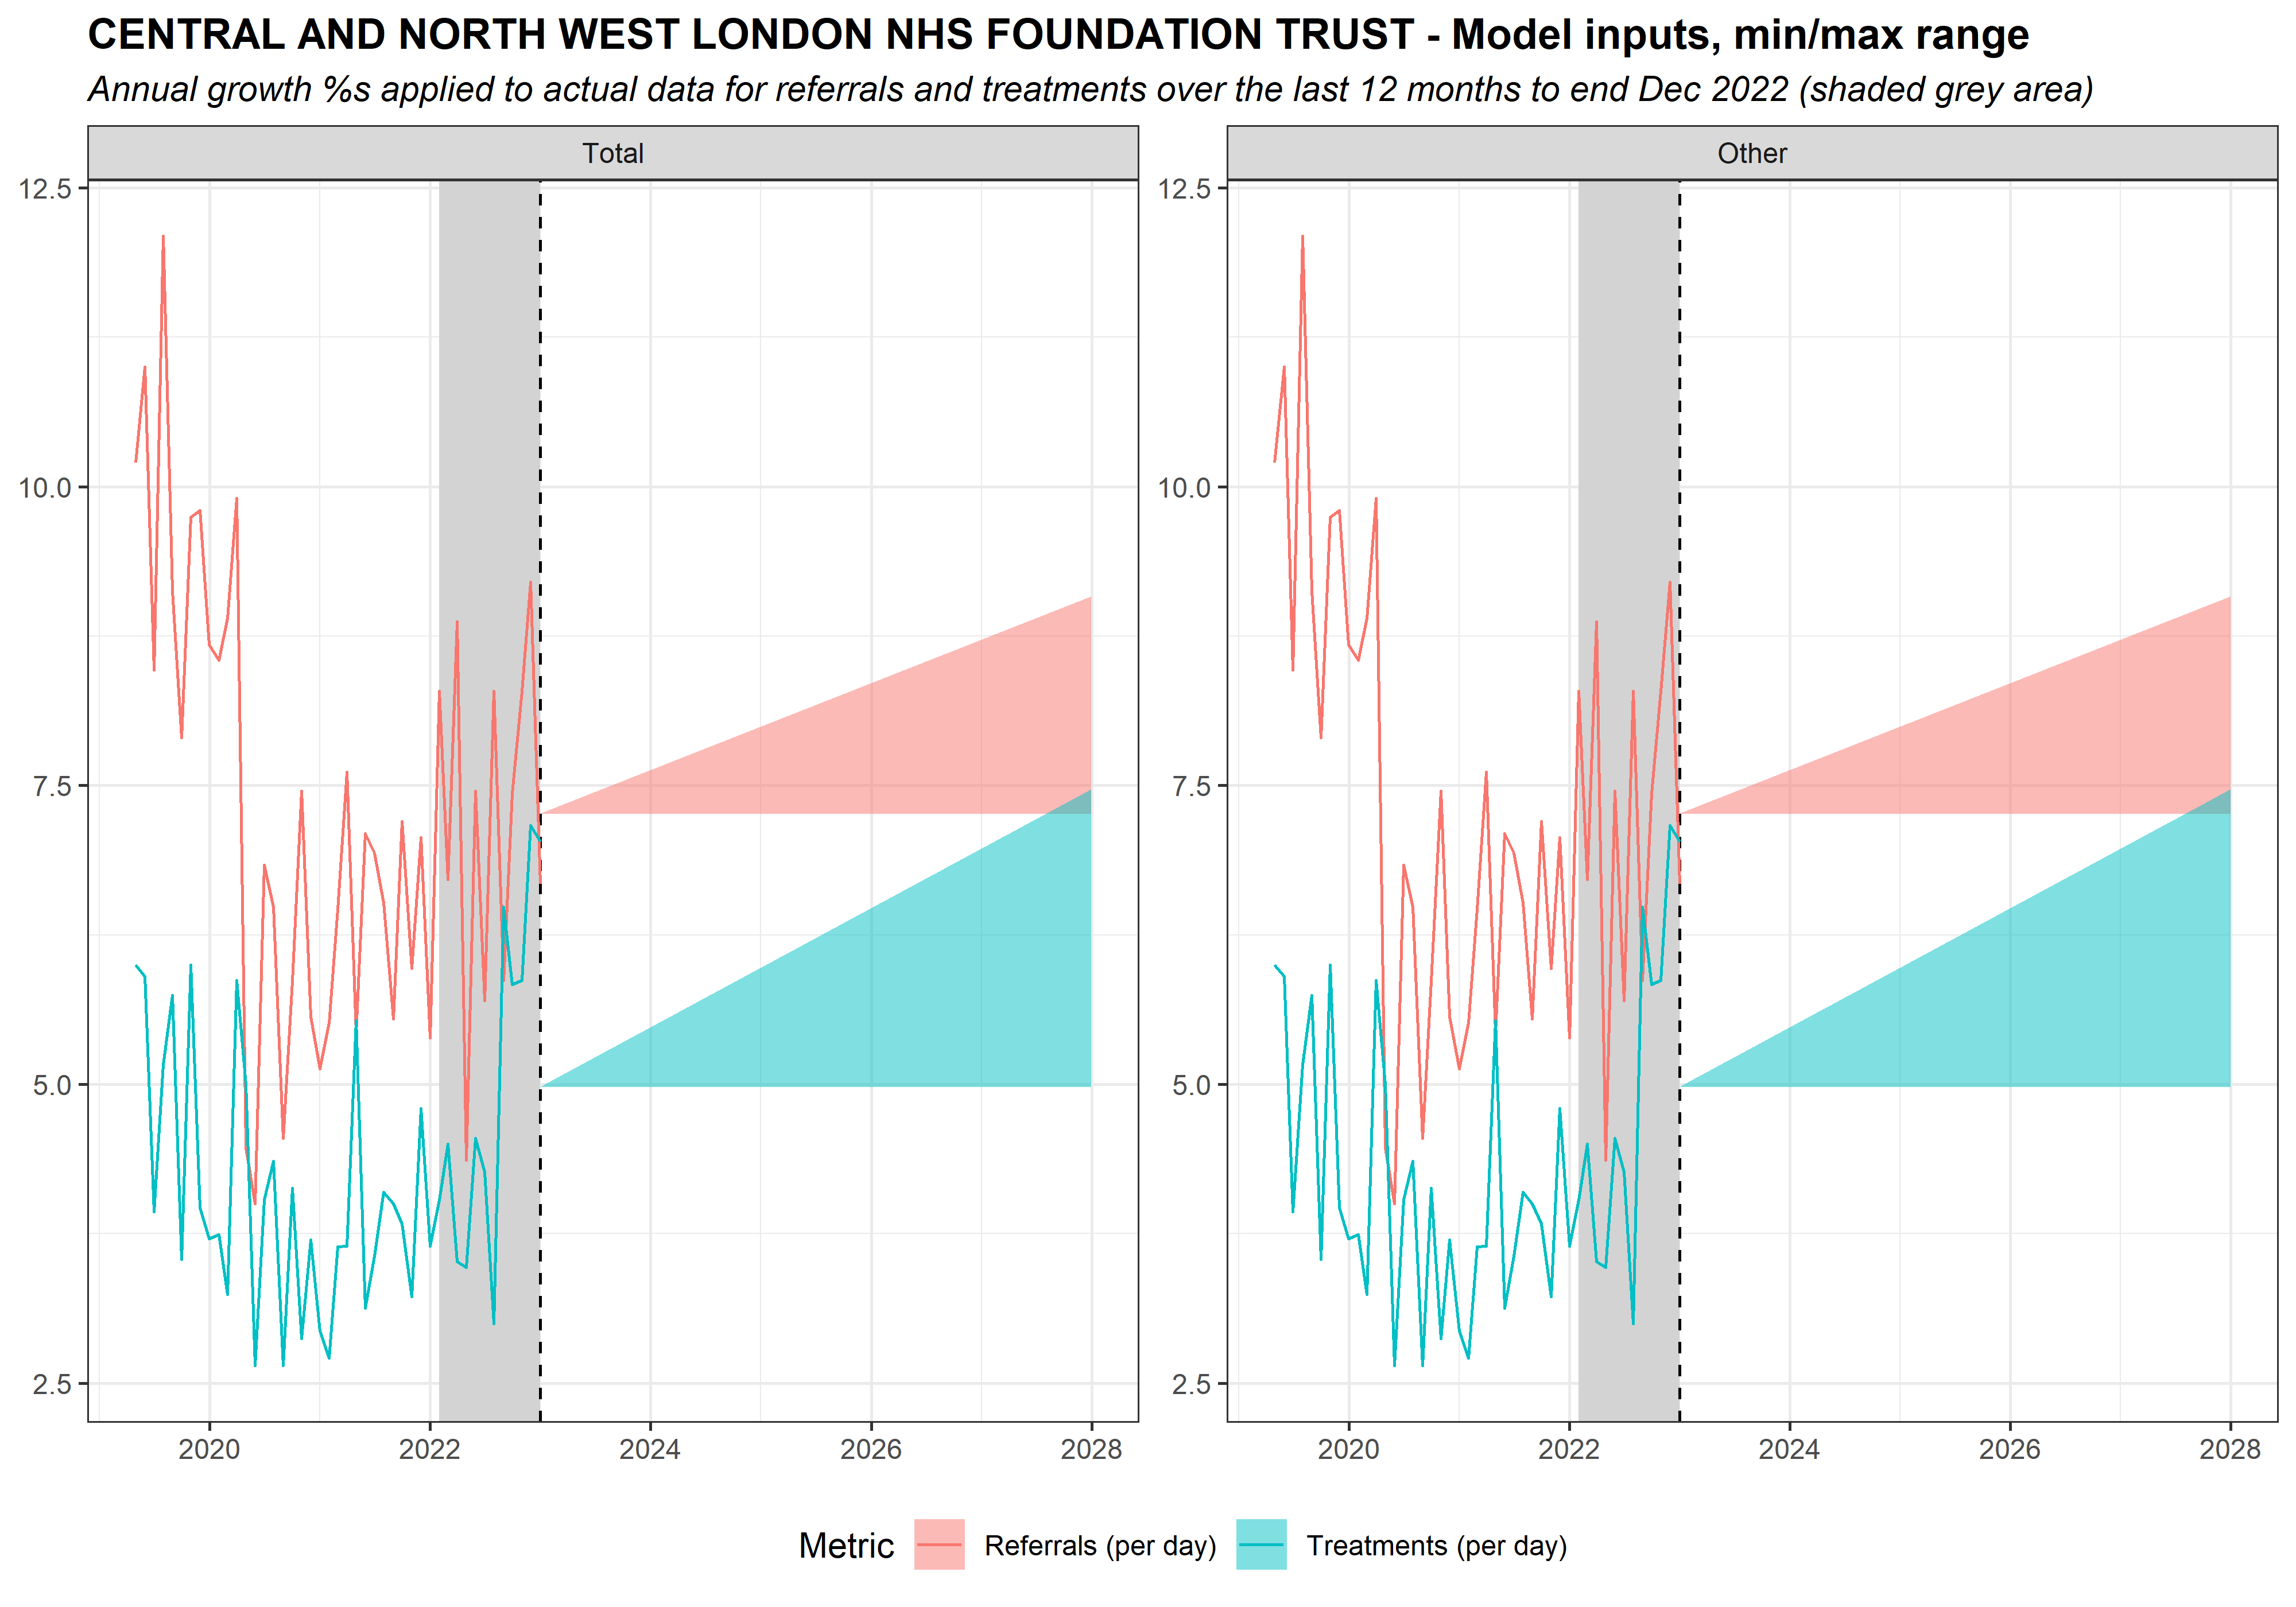 CENTRAL AND NORTH WEST LONDON NHS FOUNDATION TRUST - Model inputs, min/max range
Annual growth %s applied to actual data for referrals and treatments over the last 12 months to end Dec 2022 (shaded grey area)
Total
Other
12.5
10.0
7.5
5.0
2.5
12.5
10.0
7.5
5.0
2.5
2020 2022 2024 2026 2028
2020 2022 2024 2026 2028
Metric Referrals (per day) Treatments (per day)